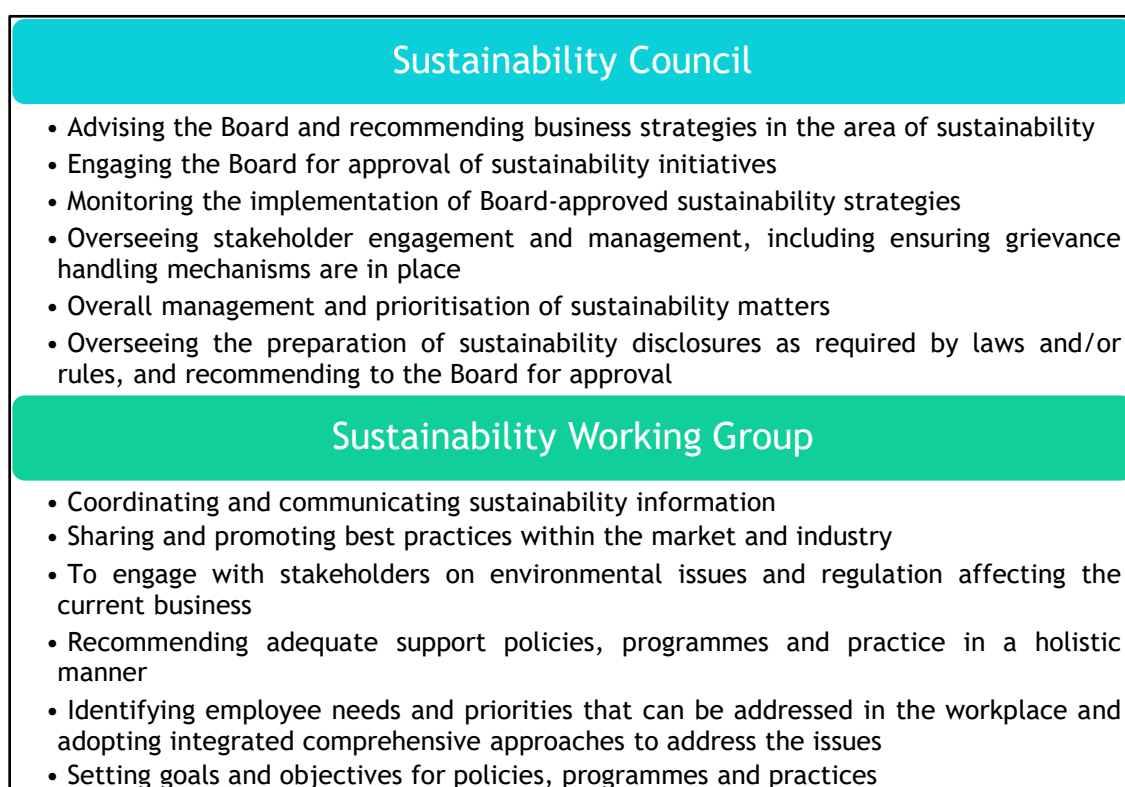 Sustainability Council
• Advising the Board and recommending business strategies in the area of sustainability
• Engaging the Board for approval of sustainability initiatives
• Monitoring the implementation of Board-approved sustainability strategies
• Overseeing stakeholder engagement and management, including ensuring grievance
handling mechanisms are in place
• Overall management and prioritisation of sustainability matters
• Overseeing the preparation of sustainability disclosures as required by laws and/or
rules, and recommending to the Board for approval
Sustainability Working Group
• Coordinating and communicating sustainability information
• Sharing and promoting best practices within the market and industry
• To engage with stakeholders on environmental issues and regulation affecting the
current business
• Recommending adequate support policies, programmes and practice in a holistic
manner
• Identifying employee needs and priorities that can be addressed in the workplace and
adopting integrated comprehensive approaches to address the issues
• Setting goals and objectives for policies, programmes and practices